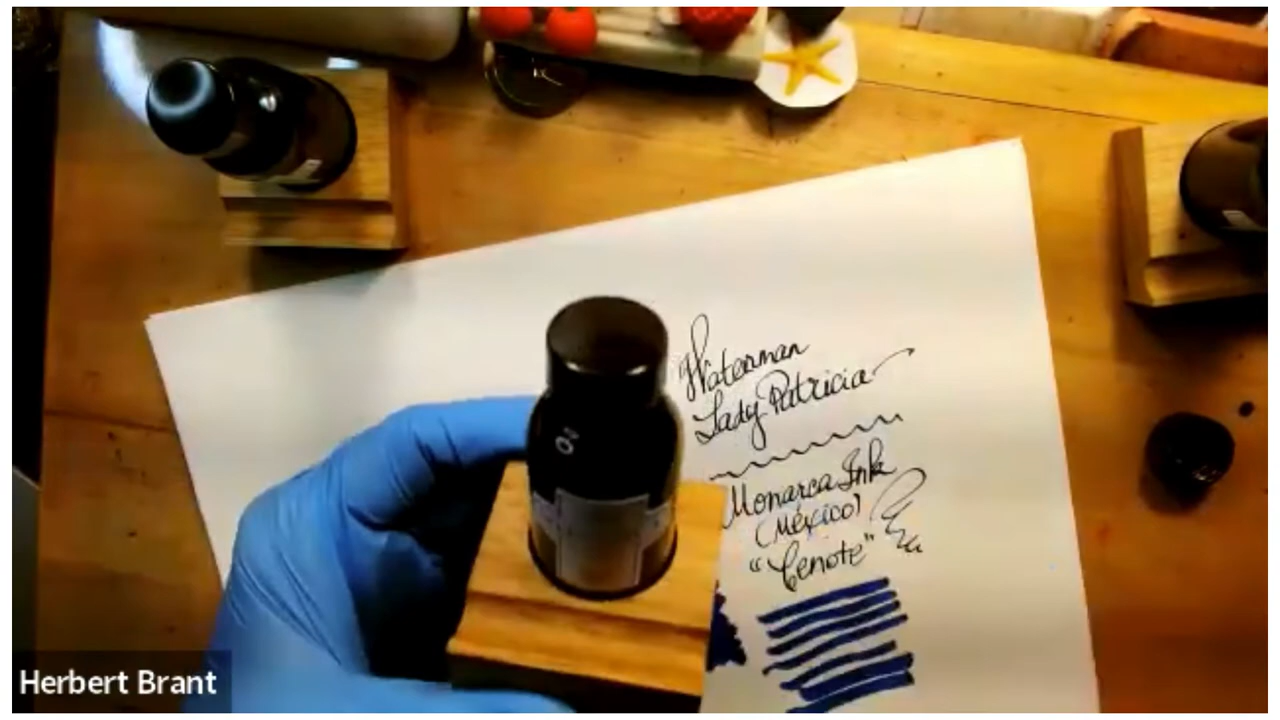 Waterman
Lady Patricia
Monarca Ink
(México)
"Cenote"
Herbert Brant